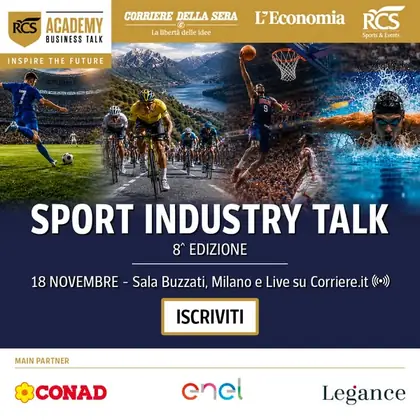 RCS ACADEMY
BUSINESS TALK
INSPIRE THE FUTURE
CORRIERE DELLA SERA
La libertà delle idee
L'Economia
RCS
Sports & Events
SPORT INDUSTRY TALK
8^ EDIZIONE
18 NOVEMBRE - Sala Buzzati, Milano e Live su Corriere.it
ISCRIVITI
MAIN PARTNER
CONAD
enel
Legance